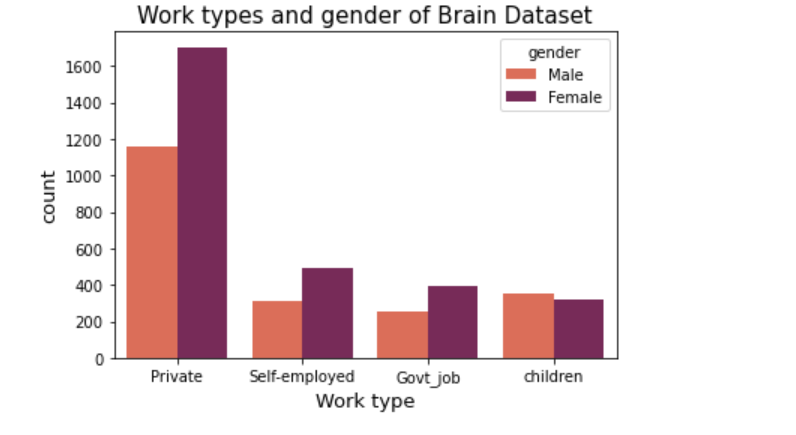 Work types and gender of Brain Dataset
gender
Male
Female
1600
1400
1200
1000
800
600
400
200
0
count
Private Self-employed Govt_job children
Work type